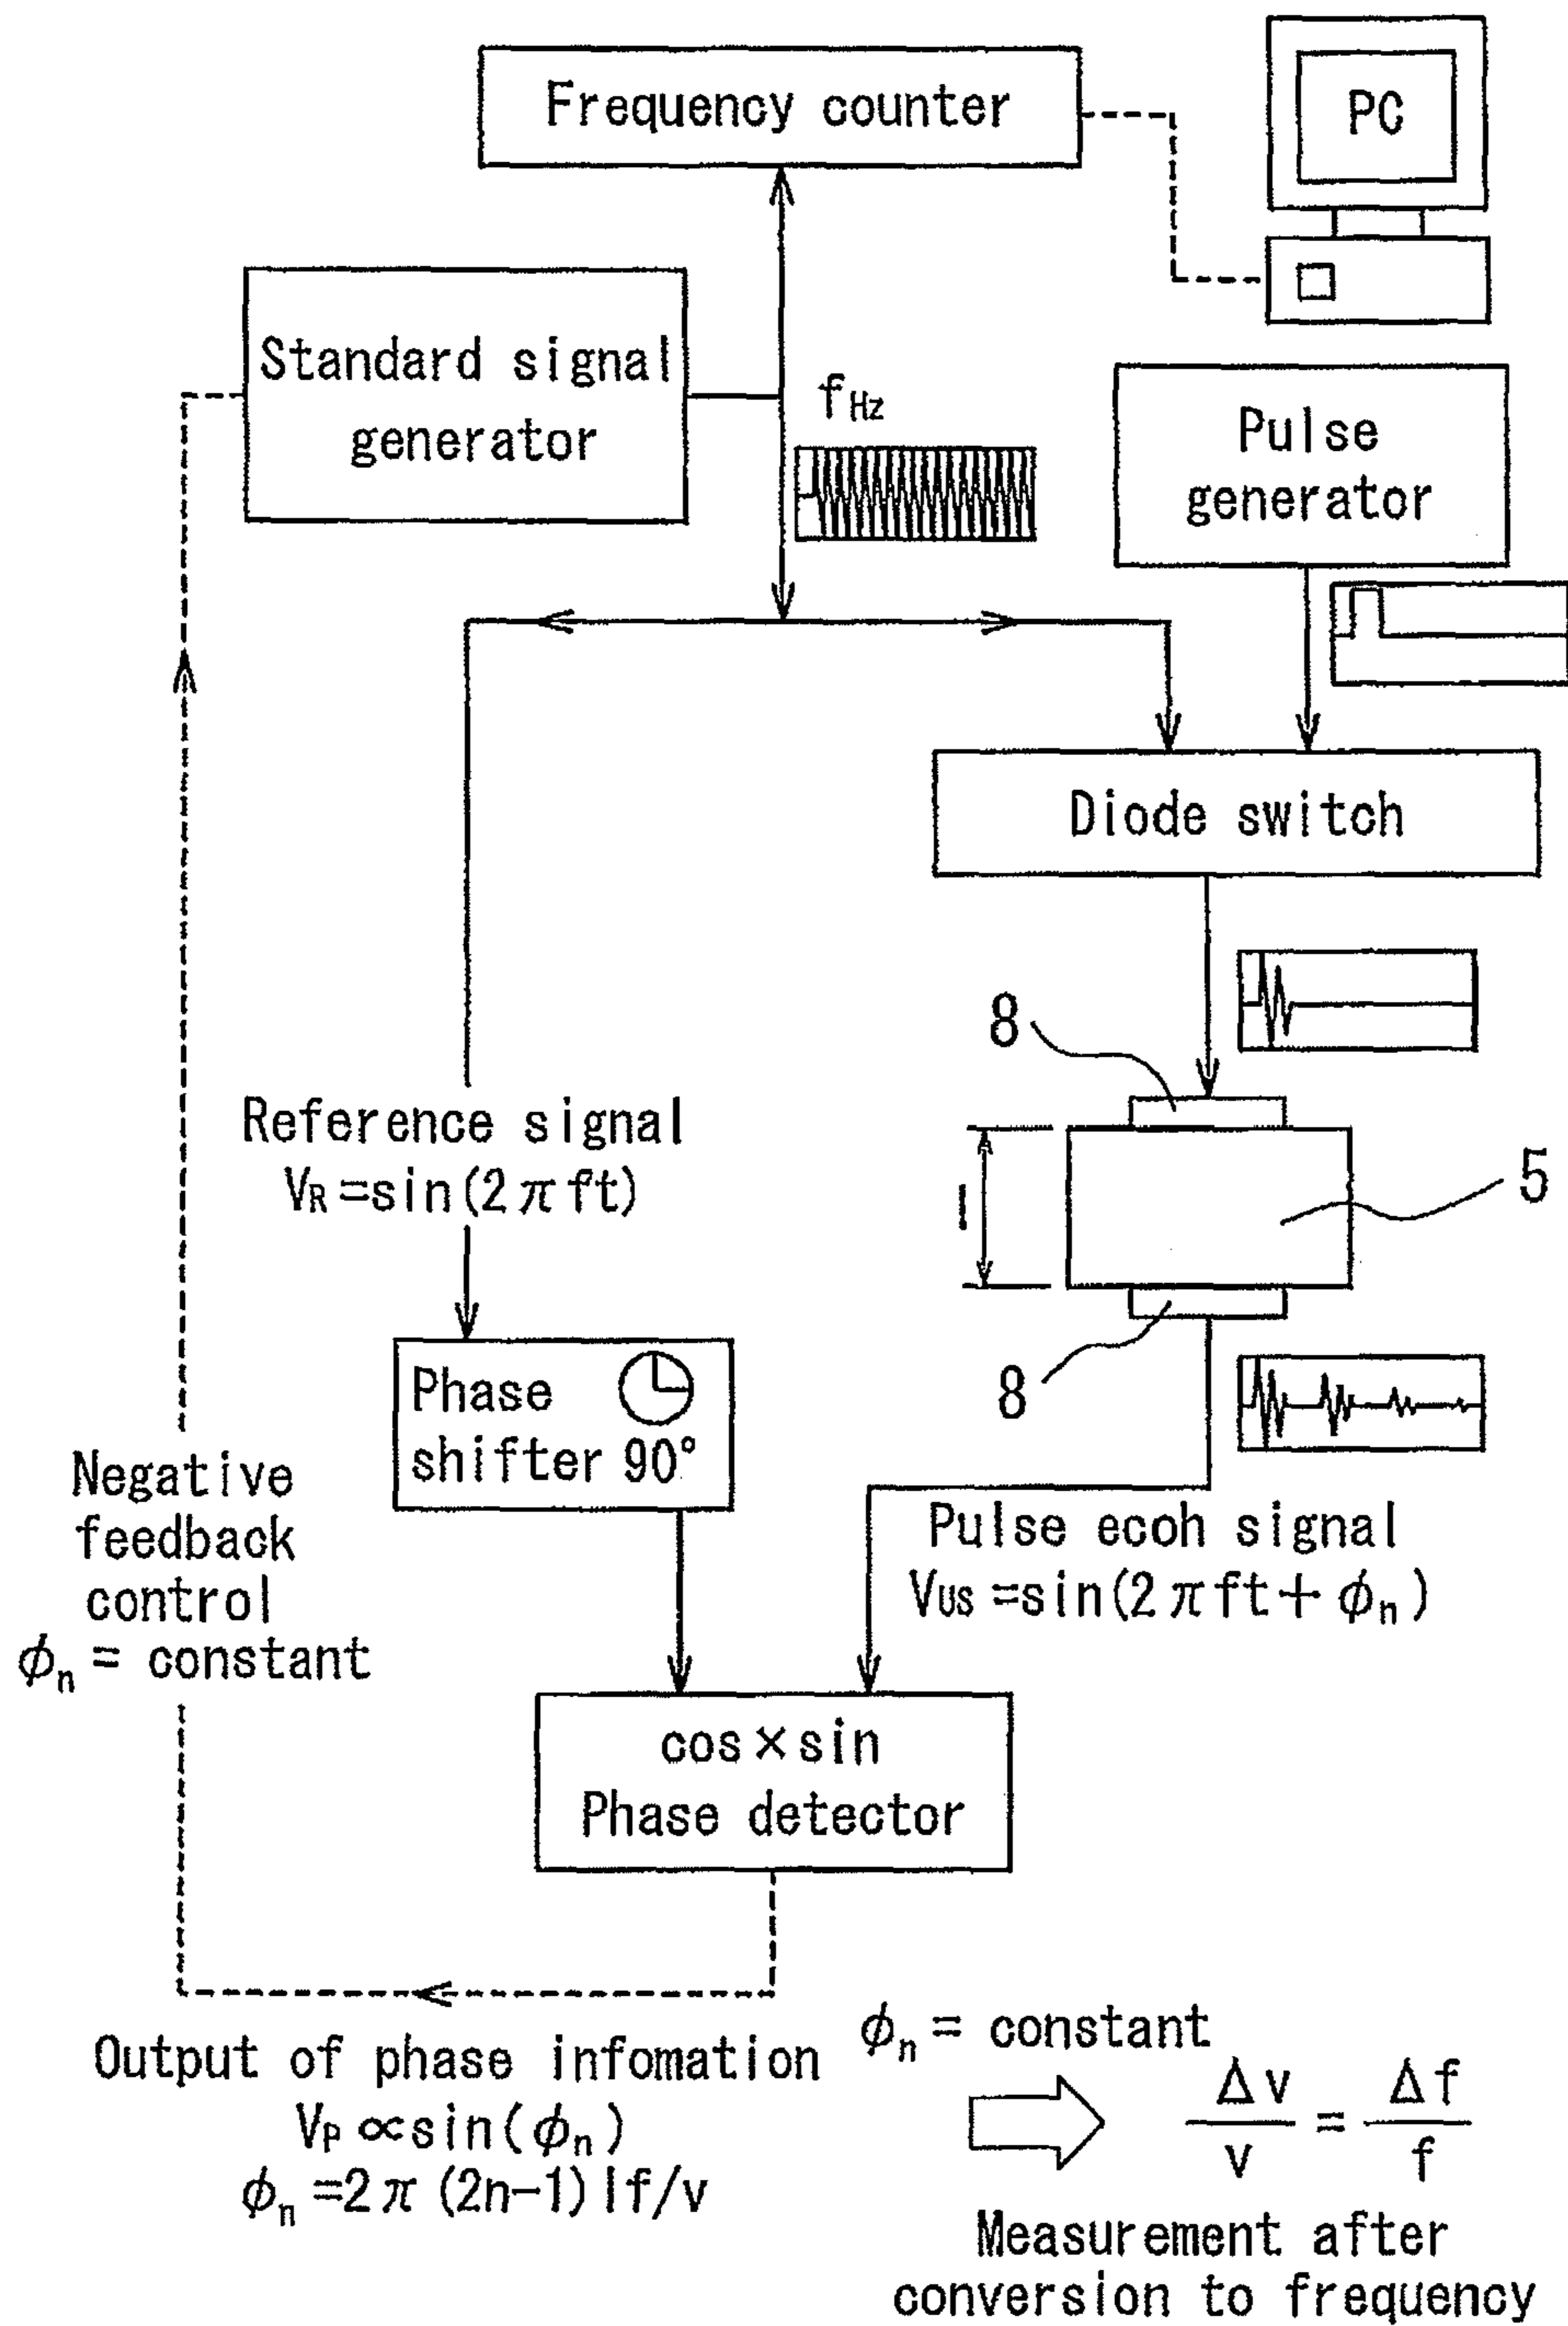 Frequency counter
PC
Standard signal
generator
fHz
Pulse
generator
Diode switch
8
Reference signal
VR=sin(2πft)
l
5
8
Phase
shifter 90°
Negative
feedback
control
ϕn = constant
Pulse ecoh signal
VUS=sin(2πft+ϕn)
cos×sin
Phase detector
Output of phase infomation
VP∝sin(ϕn)
ϕn=2π(2n-1)lf/v
ϕn = constant
Δv/v = Δf/f
Measurement after
conversion to frequency